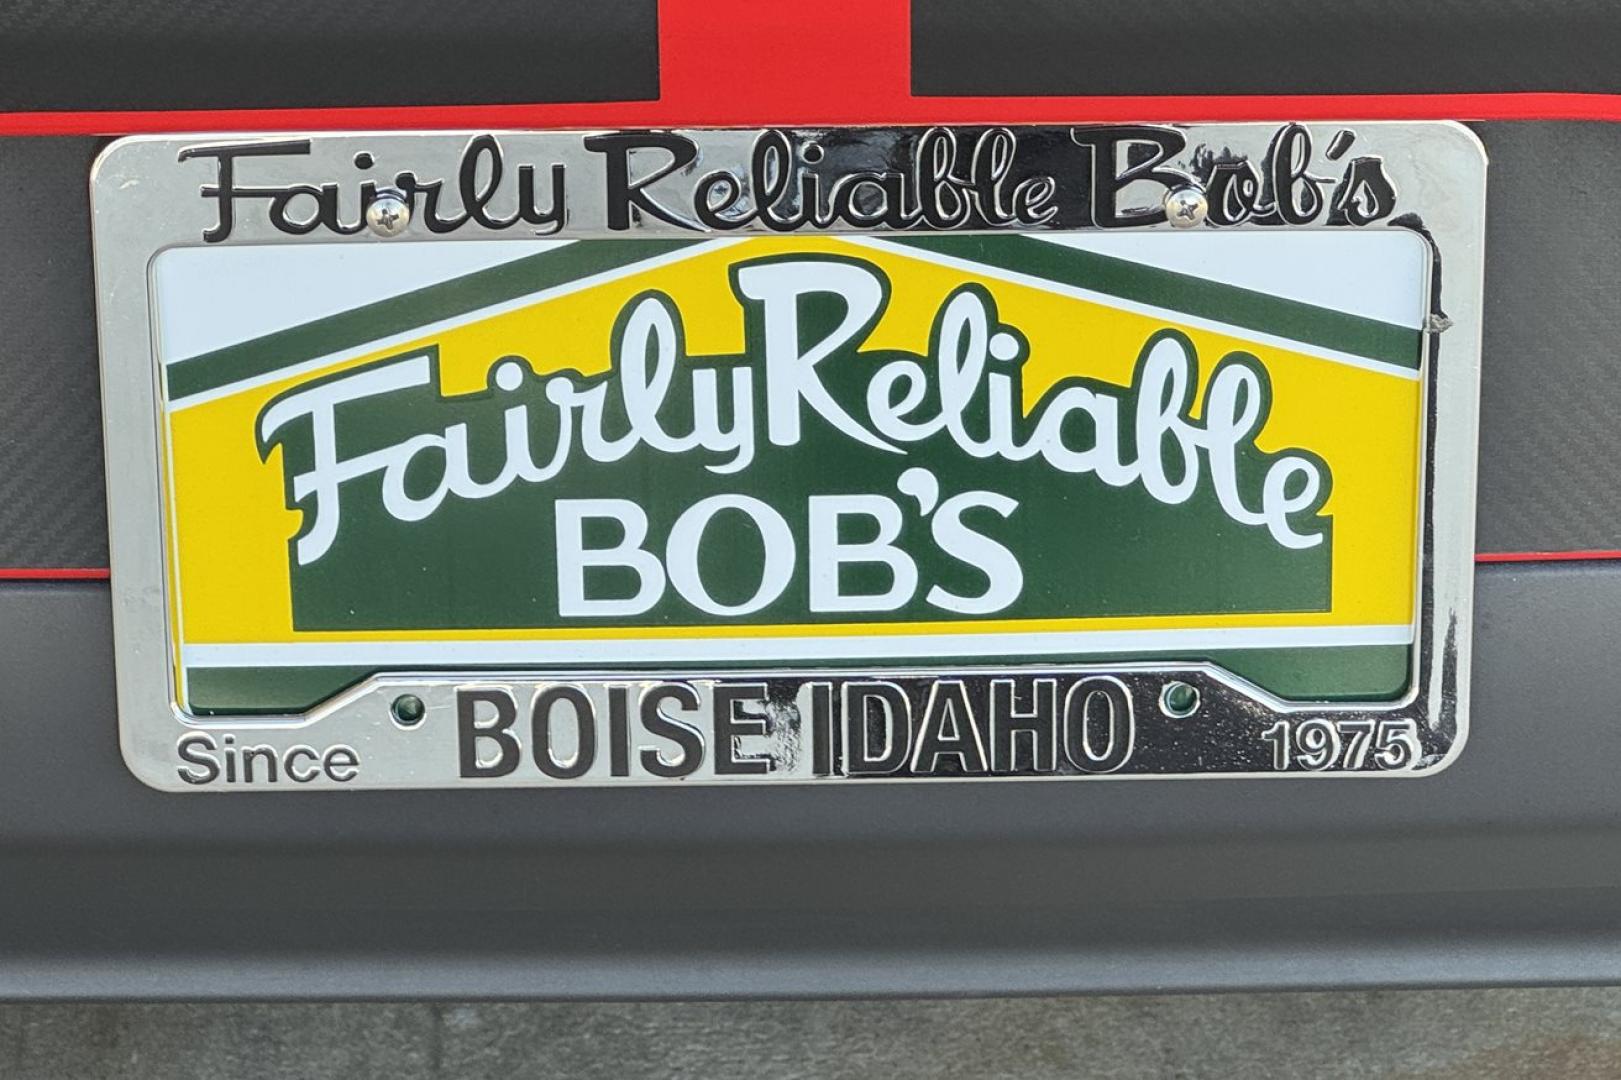 Fairly Reliable Bob's
Fairly Reliable
BOB'S
Since BOISE IDAHO 1975